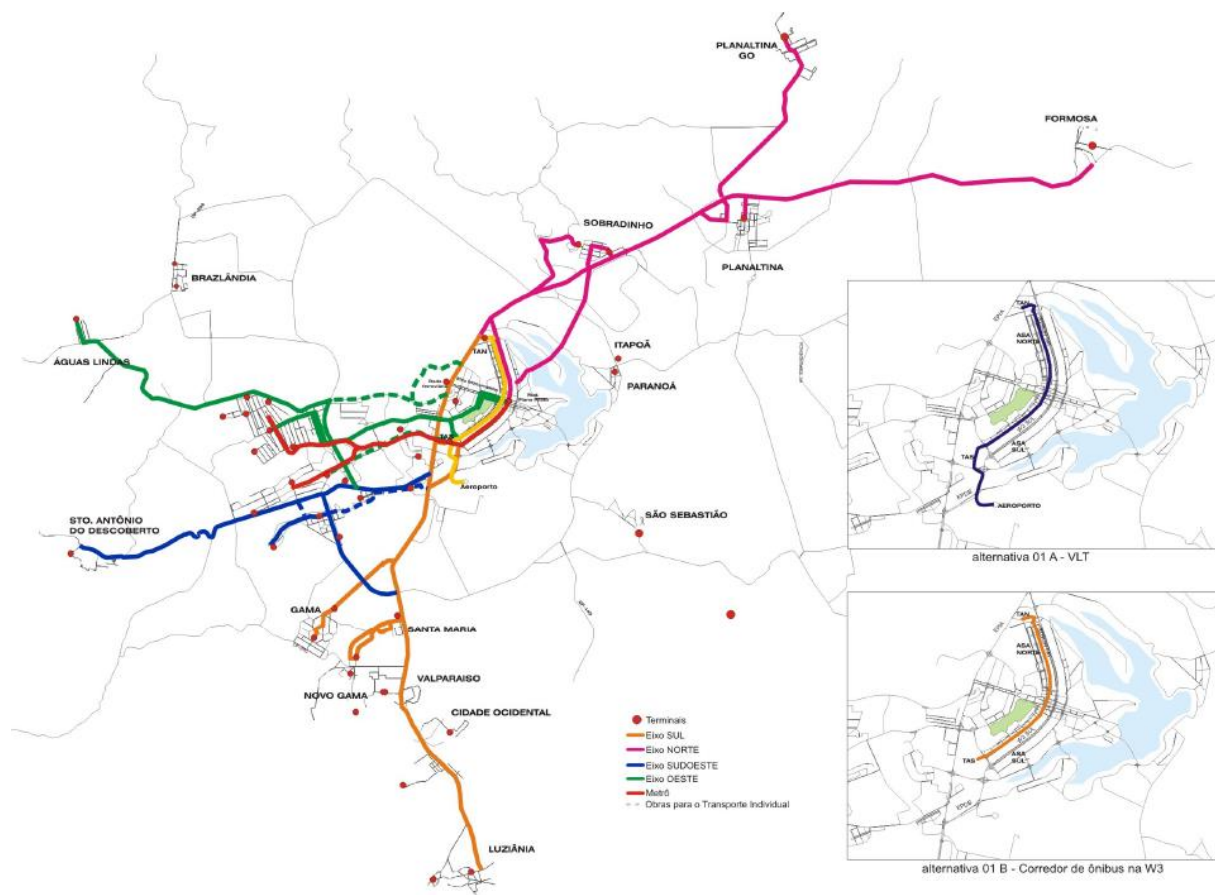 PLANALTINA
GO
FORMOSA
SOBRADINHO
PLANALTINA
BRAZLÂNDIA
ITAPOÃ
TAN
ÁGUAS LINDAS
PARANOÁ
TAS
Aeroporto
STO. ANTÔNIO
DO DESCOBERTO
SÃO SEBASTIÃO
GAMA
SANTA MARIA
VALPARAISO
NOVO GAMA
CIDADE OCIDENTAL
LUZIÂNIA
Terminais
Eixo SUL
Eixo NORTE
Eixo SUDOESTE
Eixo OESTE
Metrô
Obras para o Transporte Individual
TAN
EPIA
ASA
NORTE
TAS
ASA
SUL
AEROPORTO
alternativa 01 A - VLT
TAN
EPIA
ASA
NORTE
TAS
ASA
SUL
alternativa 01 B - Corredor de ônibus na W3